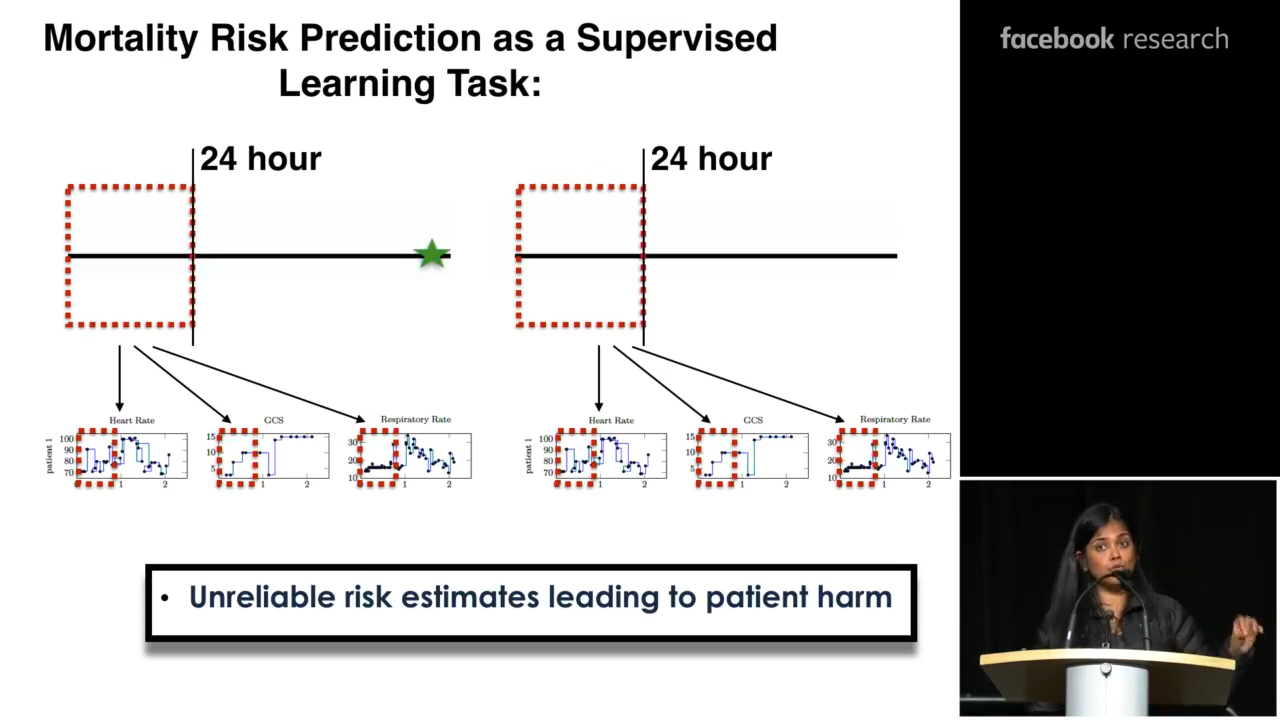 Mortality Risk Prediction as a Supervised
Learning Task:
facebook research
24 hour
24 hour
Heart Rate
GCS
Respiratory Rate
patient 1
100
90
80
70
1
2
15
10
5
1
2
30
20
10
1
2
Heart Rate
GCS
Respiratory Rate
patient 1
100
90
80
70
1
2
15
10
5
1
2
30
20
10
1
2
• Unreliable risk estimates leading to patient harm